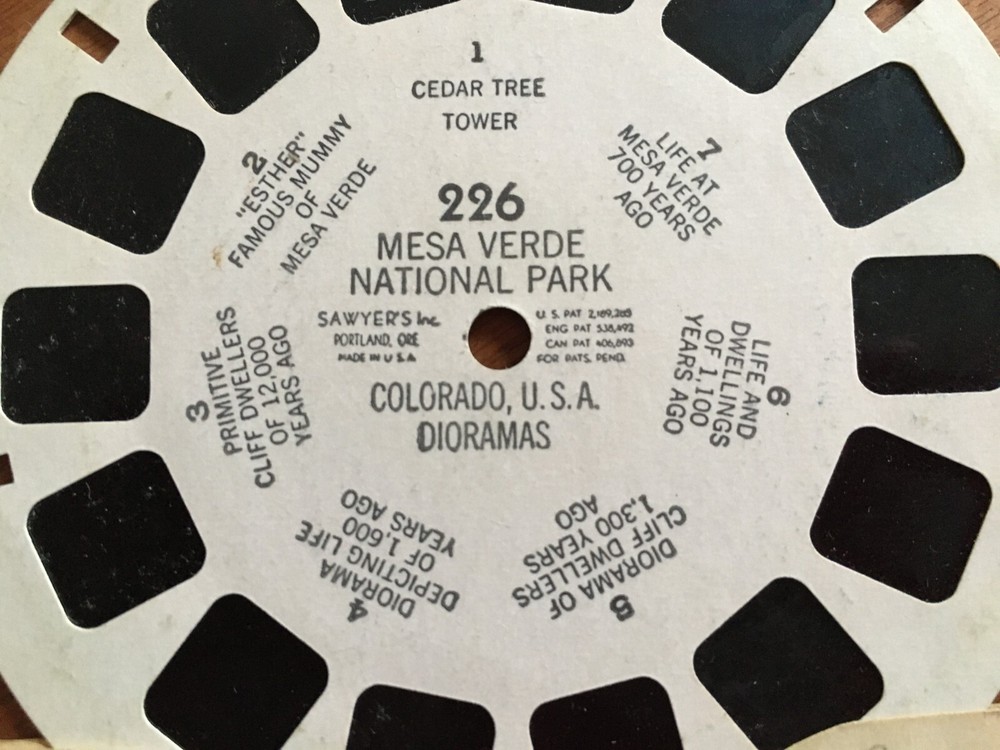 1
CEDAR TREE
TOWER
2
"ESTHER"
FAMOUS MUMMY
OF
MESA VERDE
7
LIFE AT
MESA VERDE
700 YEARS
AGO
226
MESA VERDE
NATIONAL PARK
SAWYER'S Inc
PORTLAND, ORE
MADE IN U S A
U. S. PAT 2,189,285
ENG PAT 538,492
CAN PAT 406,693
FOR PATS. PEND.
COLORADO, U.S.A.
DIORAMAS
3
PRIMITIVE
CLIFF DWELLERS
OF 12,000
YEARS AGO
6
LIFE AND
DWELLINGS
OF 1,100
YEARS AGO
4
DIORAMA
DEPICTING LIFE
OF 1,600
YEARS AGO
5
DIORAMA OF
CLIFF DWELLERS
1,300 YEARS
AGO